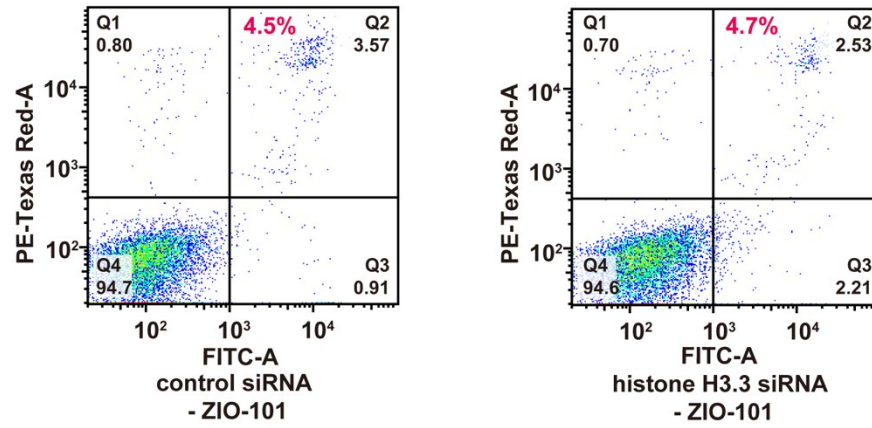 Q1
0.80
4.5%
Q2
3.57
10⁴
10³
10²
PE-Texas Red-A
Q4
94.7
Q3
0.91
10² 10³ 10⁴
FITC-A
control siRNA
- ZIO-101
Q1
0.70
4.7%
Q2
2.53
10⁴
10³
10²
PE-Texas Red-A
Q4
94.6
Q3
2.21
10² 10³ 10⁴
FITC-A
histone H3.3 siRNA
- ZIO-101